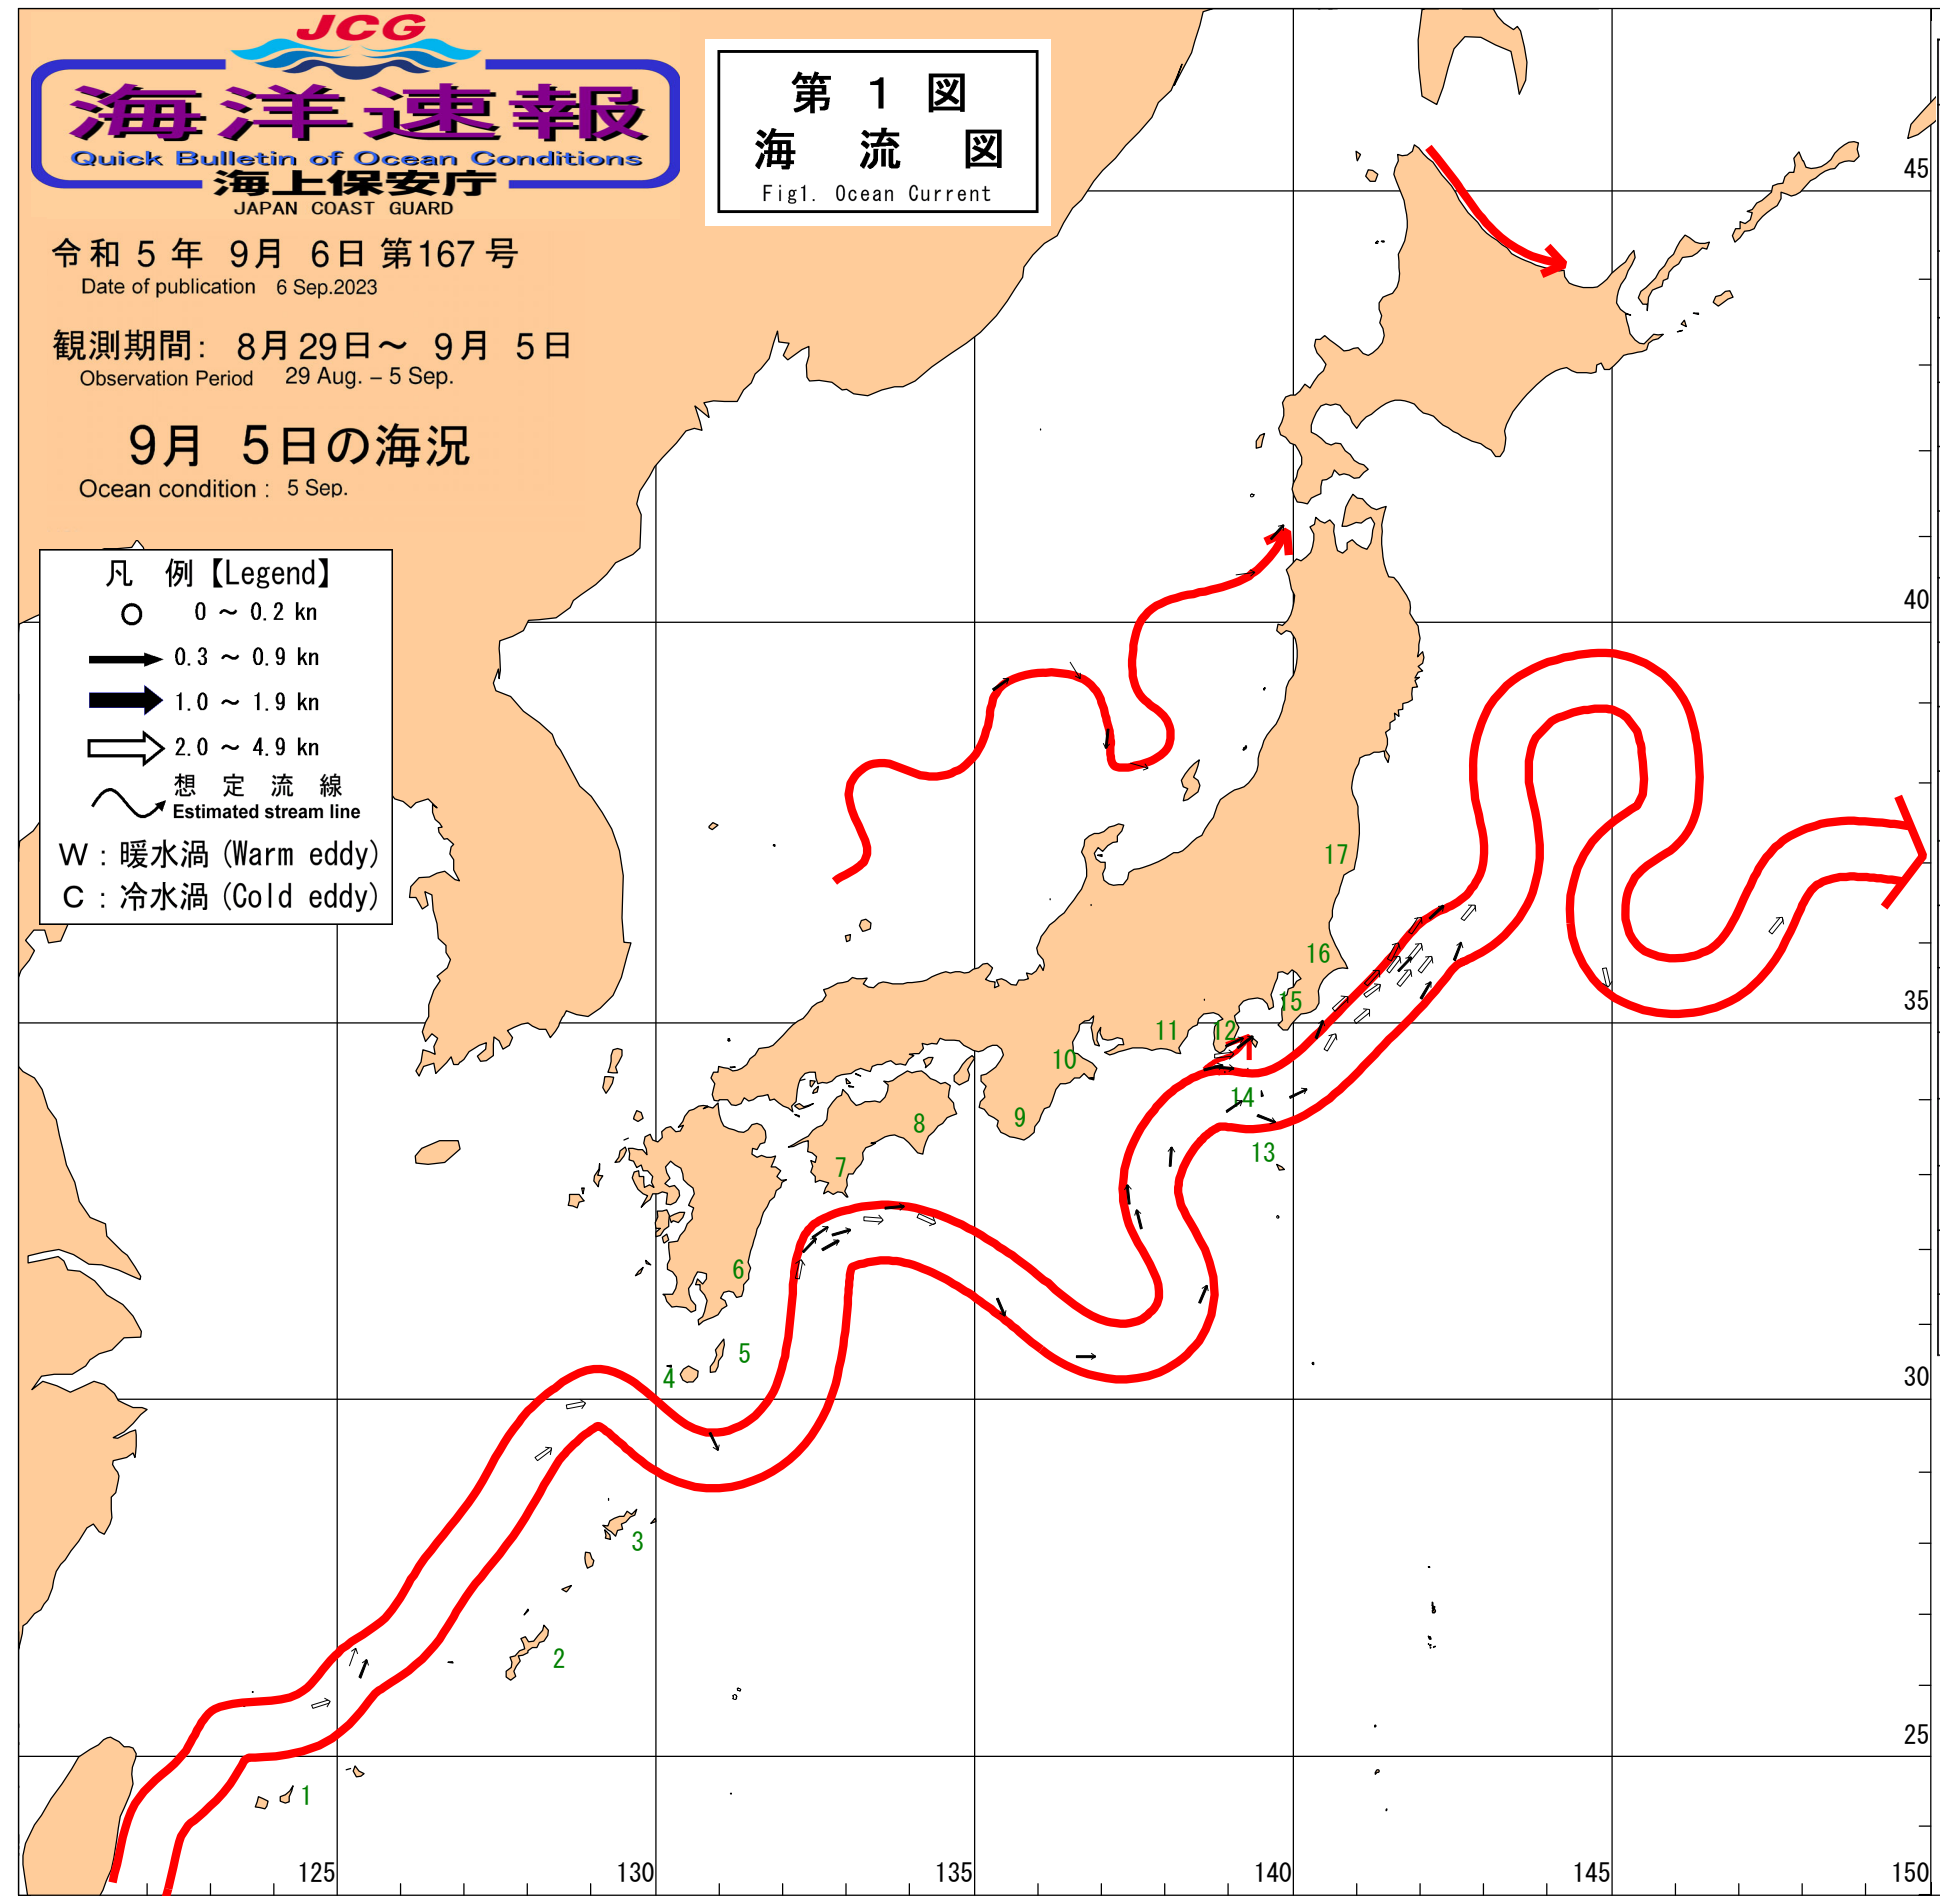 JCG
海洋速報
Quick Bulletin of Ocean Conditions
海上保安庁
JAPAN COAST GUARD
令和 5 年 9月 6日 第167号
Date of publication 6 Sep.2023
観測期間: 8月29日～ 9月 5日
Observation Period 29 Aug. – 5 Sep.
9月 5日の海況
Ocean condition : 5 Sep.
第 1 図
海 流 図
Fig1. Ocean Current
凡 例【Legend】
0 ～ 0.2 kn
0.3 ～ 0.9 kn
1.0 ～ 1.9 kn
2.0 ～ 4.9 kn
想 定 流 線
Estimated stream line
W : 暖水渦 (Warm eddy)
C : 冷水渦 (Cold eddy)
45
40
17
16
35
15
12
11
10
14
9
8
13
7
6
5
4
30
3
2
25
1
125
130
135
140
145
150